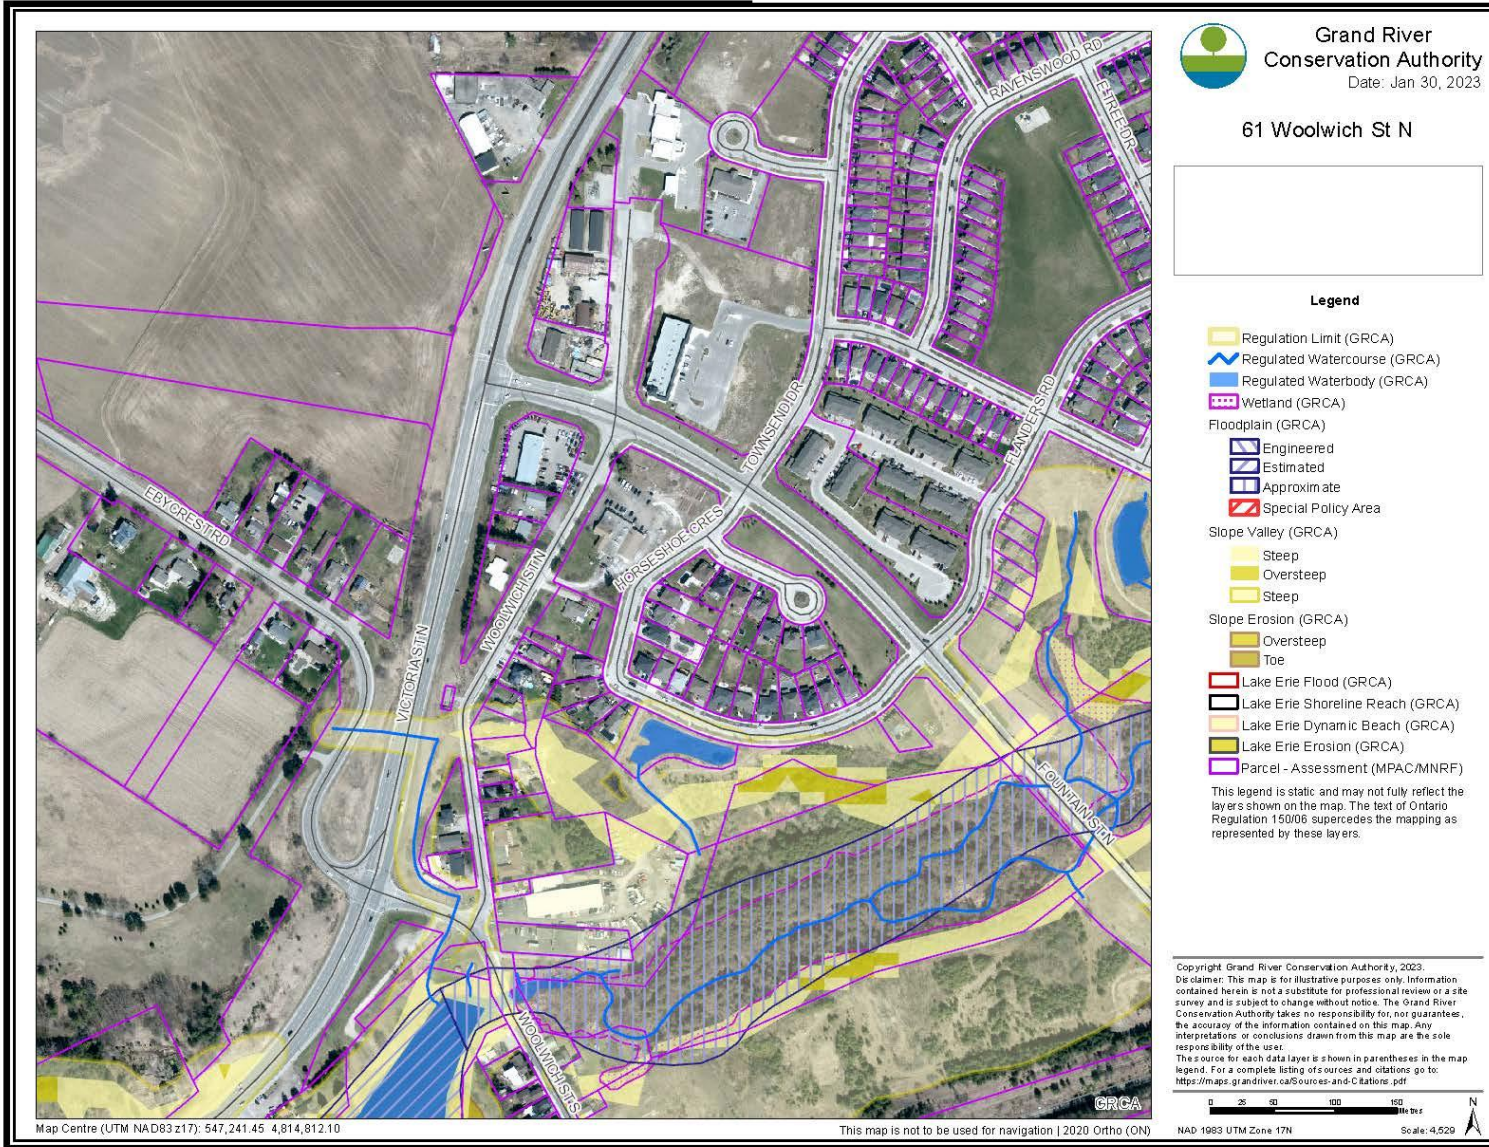 Grand River
Conservation Authority
Date: Jan 30, 2023
61 Woolwich St N
Legend
Regulation Limit (GRCA)
Regulated Watercourse (GRCA)
Regulated Waterbody (GRCA)
Wetland (GRCA)
Floodplain (GRCA)
Engineered
Estimated
Approximate
Special Policy Area
Slope Valley (GRCA)
Steep
Oversteep
Steep
Slope Erosion (GRCA)
Oversteep
Toe
Lake Erie Flood (GRCA)
Lake Erie Shoreline Reach (GRCA)
Lake Erie Dynamic Beach (GRCA)
Lake Erie Erosion (GRCA)
Parcel - Assessment (MPAC/MNRF)
This legend is static and may not fully reflect the
layers shown on the map. The text of Ontario
Regulation 150/06 supercedes the mapping as
represented by these layers.
Copyright Grand River Conservation Authority, 2023.
Disclaimer: This map is for illustrative purposes only. Information
contained herein is not a substitute for professional review or a site
survey and is subject to change without notice. The Grand River
Conservation Authority takes no responsibility for, nor guarantees,
the accuracy of the information contained on this map. Any
interpretations or conclusions drawn from this map are the sole
responsibility of the user.
The source for each data layer is shown in parentheses in the map
legend. For a complete listing of sources and citations go to:
https://maps.grandriver.ca/Sources-and-Citations.pdf
0 25 50 100 150
Metres
N
NAD 1983 UTM Zone 17N
Scale: 4,529
RAVENSWOOD RD
E-TREE DR
TOWNSEND DR
FLANDERS RD
EBYCREST RD
HORSESHOE CRES
WOOLWICH ST N
VICTORIA ST N
FOUNTAIN ST N
WOOLWICH ST S
GRCA
Map Centre (UTM NAD83 z17): 547,241.45 4,814,812.10
This map is not to be used for navigation | 2020 Ortho (ON)